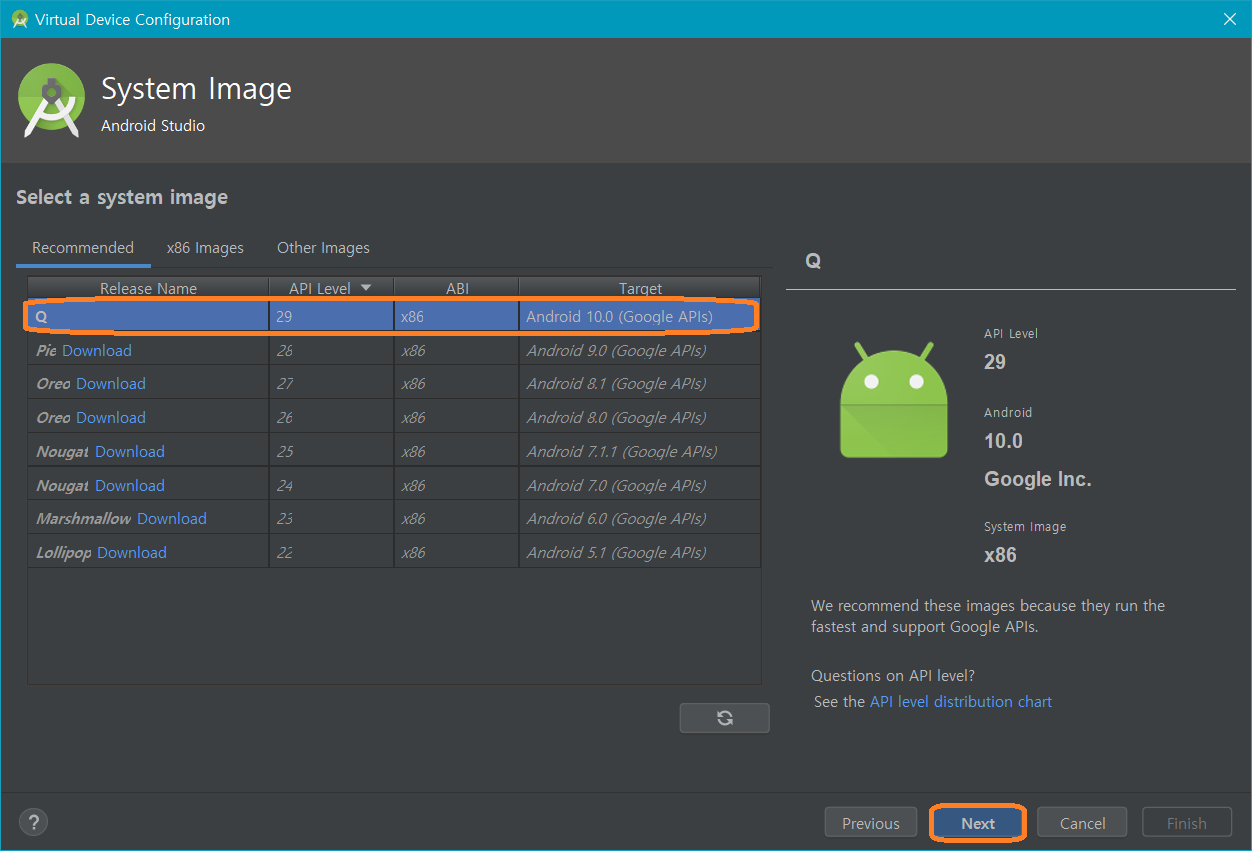 Virtual Device Configuration
System Image
Android Studio
Select a system image
Recommended x86 Images Other Images
Release Name API Level ABI Target
Q 29 x86 Android 10.0 (Google APIs)
Pie Download 28 x86 Android 9.0 (Google APIs)
Oreo Download 27 x86 Android 8.1 (Google APIs)
Oreo Download 26 x86 Android 8.0 (Google APIs)
Nougat Download 25 x86 Android 7.1.1 (Google APIs)
Nougat Download 24 x86 Android 7.0 (Google APIs)
Marshmallow Download 23 x86 Android 6.0 (Google APIs)
Lollipop Download 22 x86 Android 5.1 (Google APIs)
Q
API Level
29
Android
10.0
Google Inc.
System Image
x86
We recommend these images because they run the
fastest and support Google APIs.
Questions on API level?
See the API level distribution chart
? Previous Next Cancel Finish